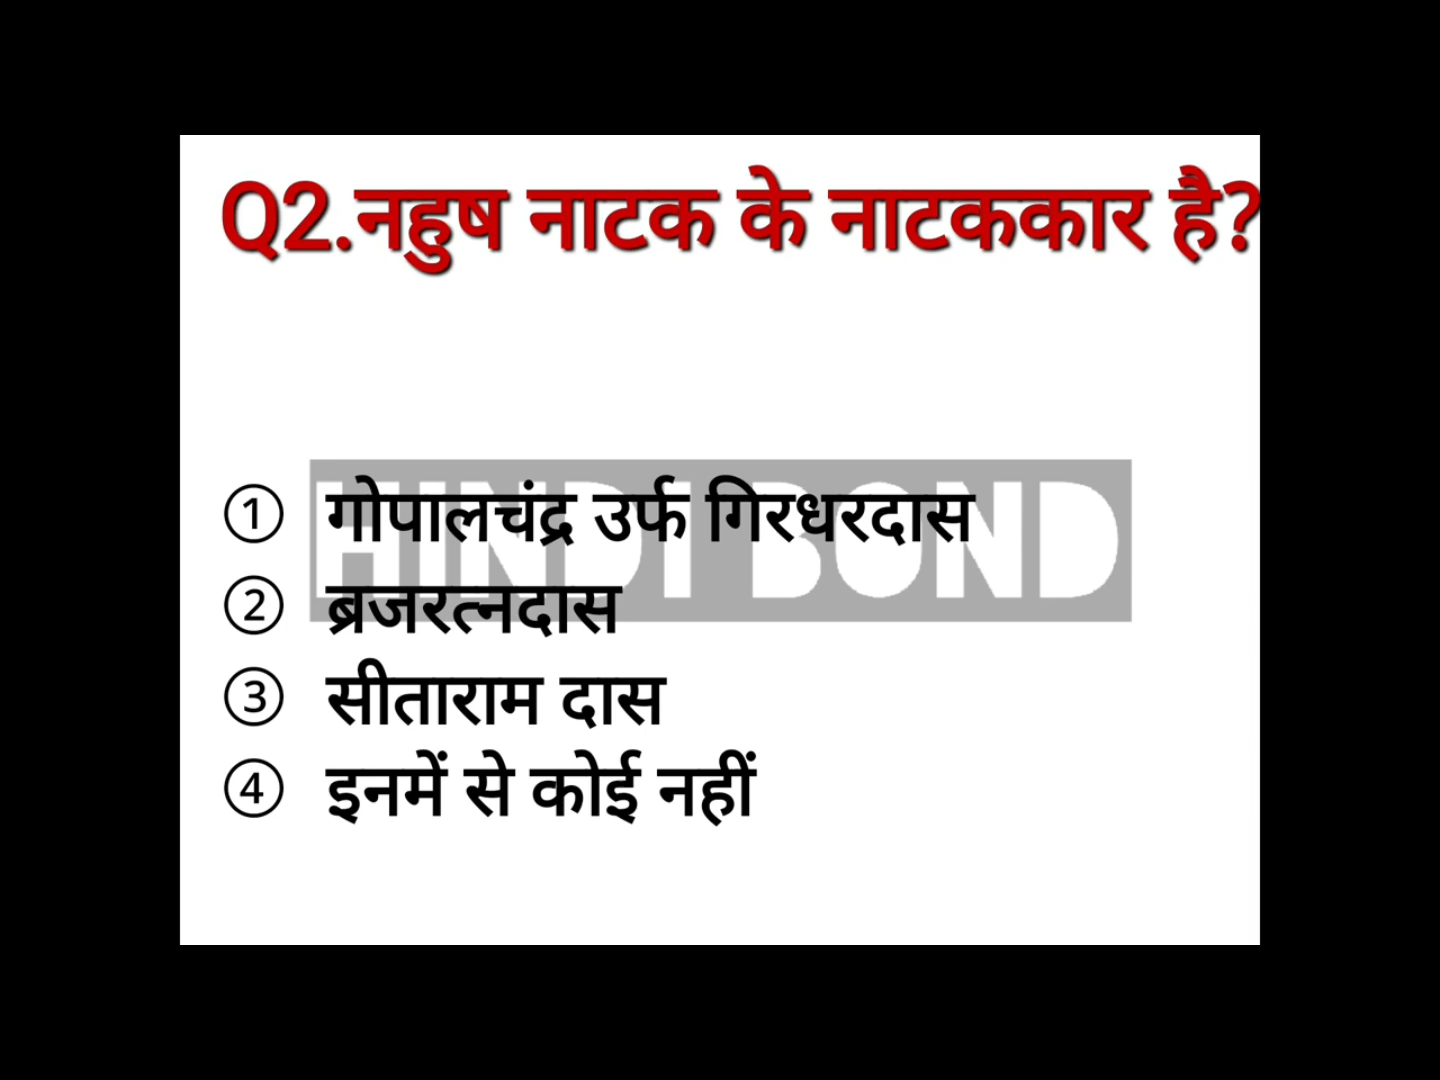 Q2.नहुष नाटक के नाटककार है?
① गोपालचंद्र उर्फ गिरधरदास
HINDI BOND
② ब्रजरत्नदास
③ सीताराम दास
④ इनमें से कोई नहीं